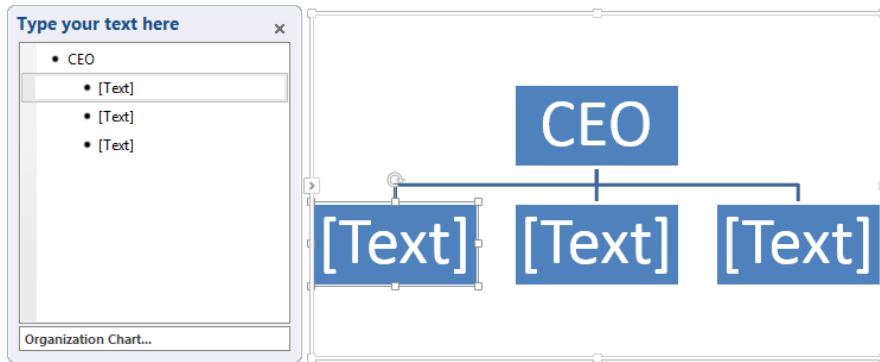 Type your text here
CEO
[Text]
[Text]
[Text]
Organization Chart...
CEO
[Text] [Text] [Text]